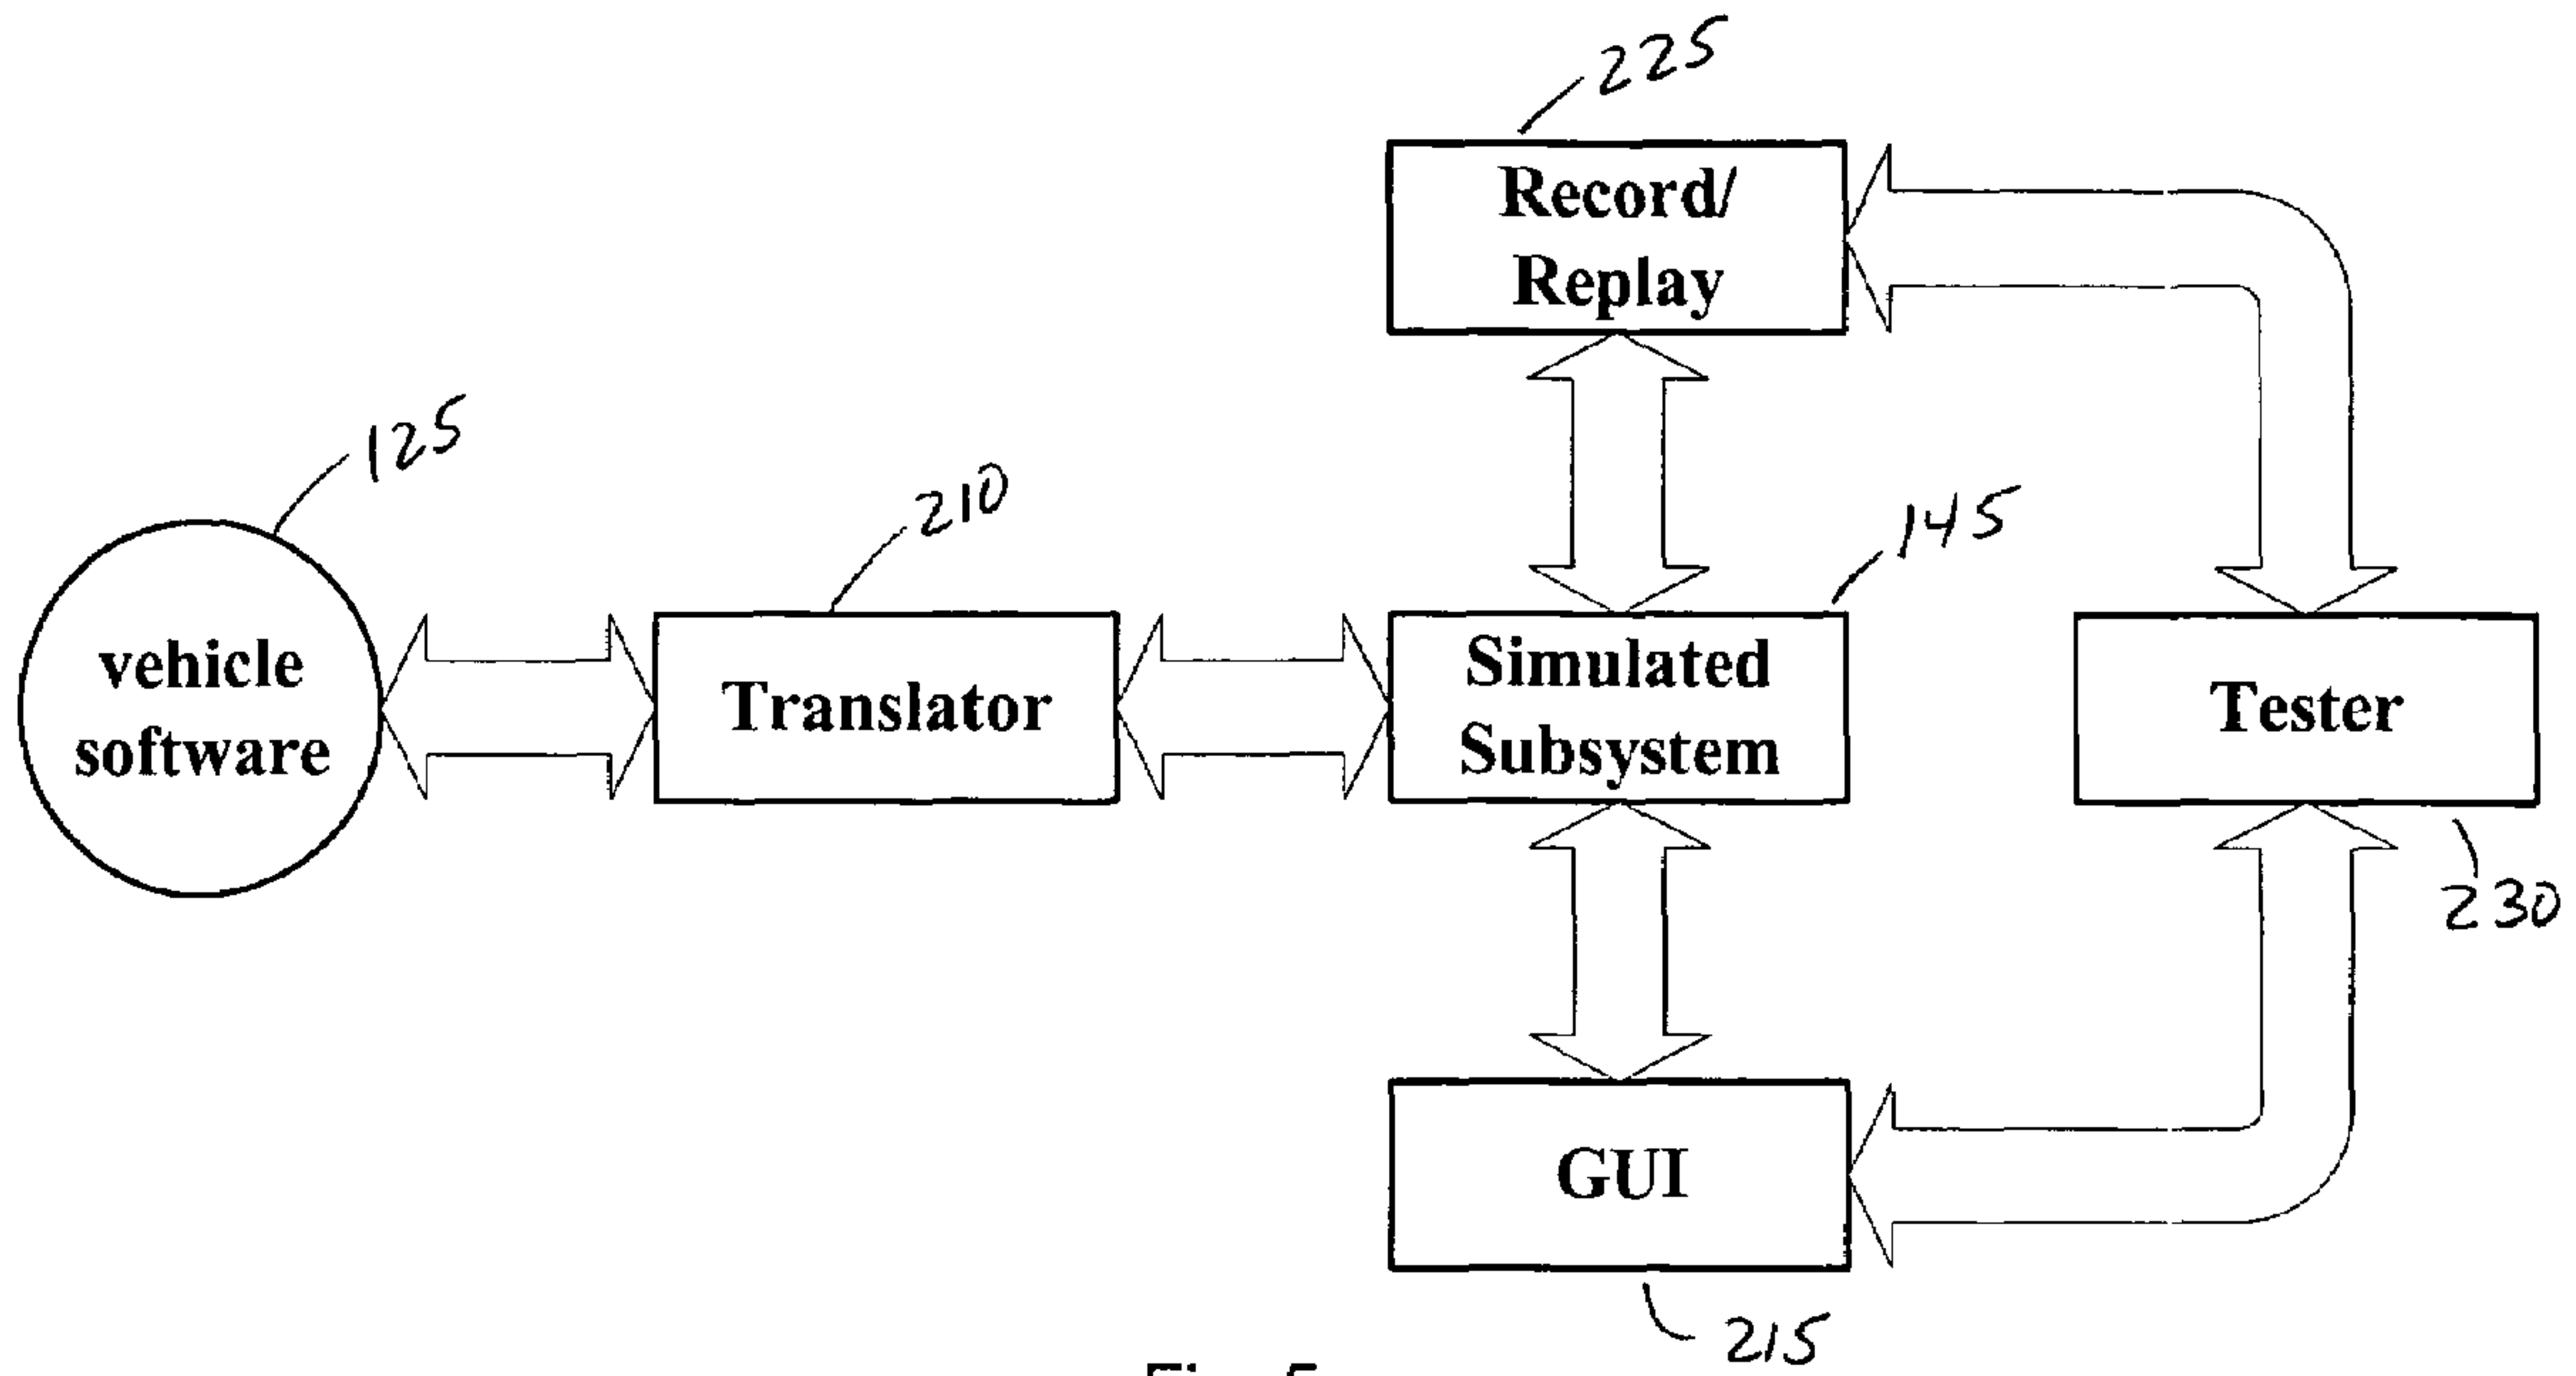 225
Record/
Replay
125
210
145
vehicle
software
Translator
Simulated
Subsystem
Tester
230
GUI
215